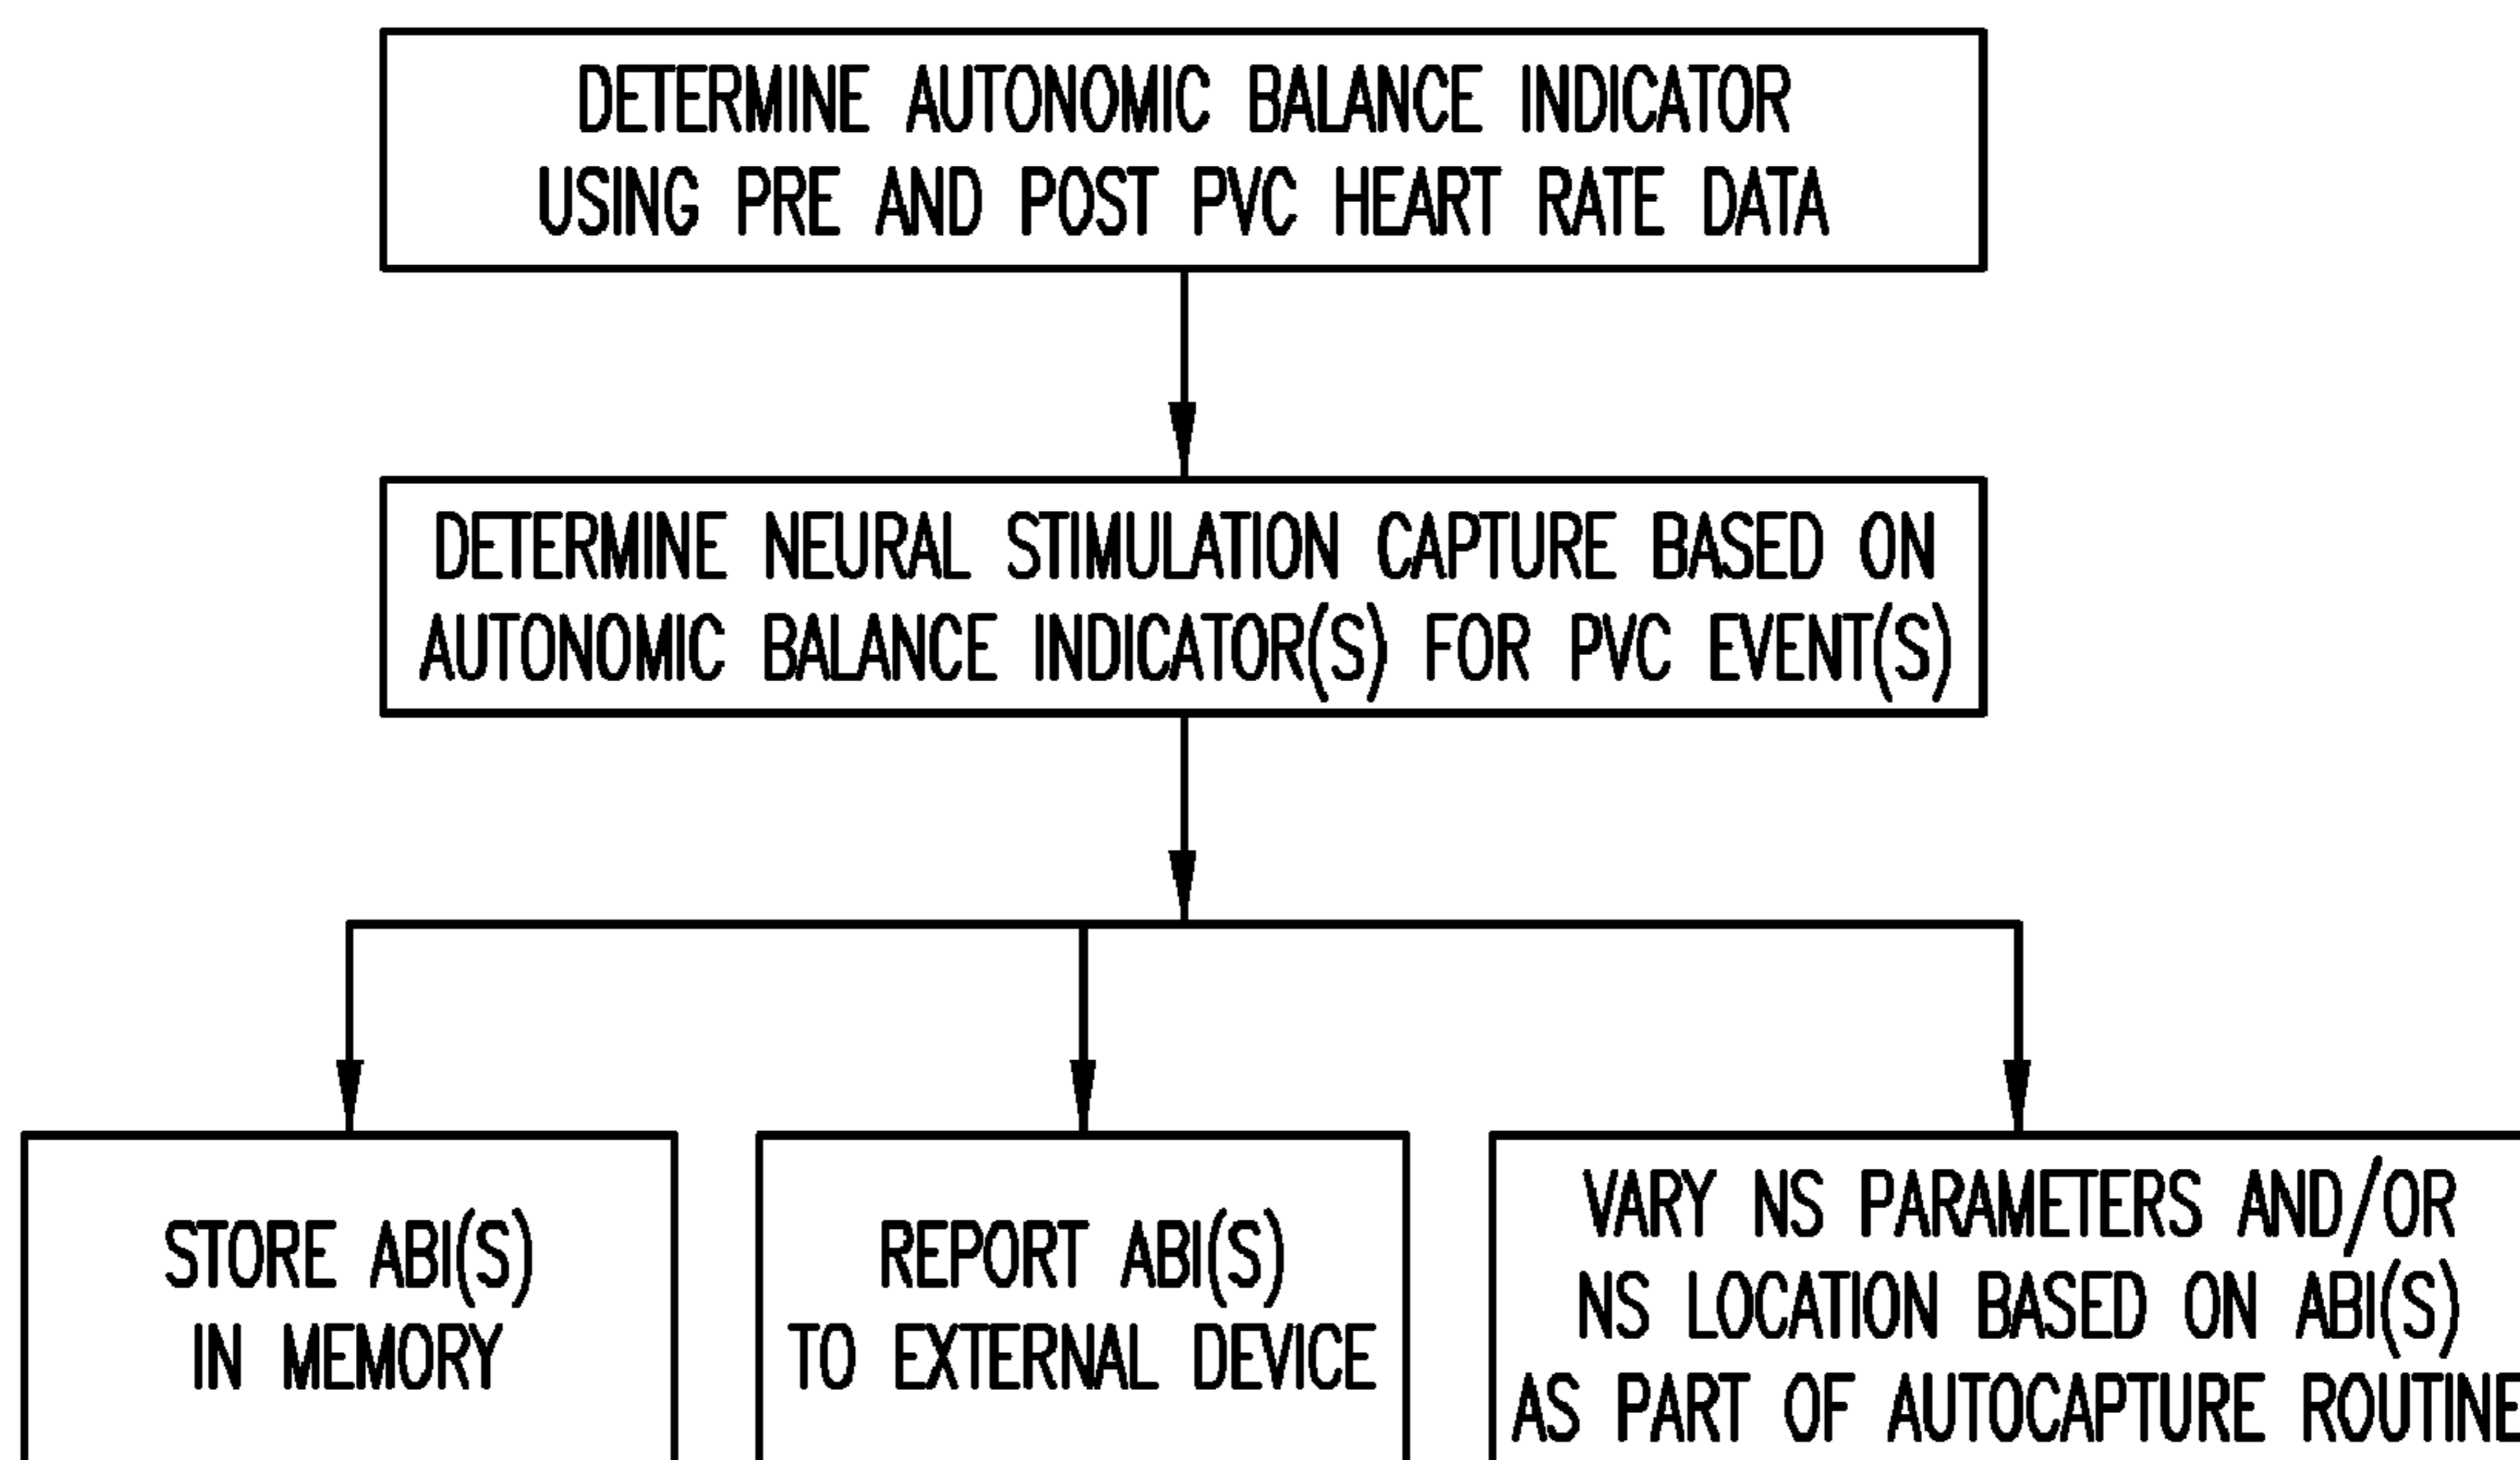 DETERMINE AUTONOMIC BALANCE INDICATOR
USING PRE AND POST PVC HEART RATE DATA
DETERMINE NEURAL STIMULATION CAPTURE BASED ON
AUTONOMIC BALANCE INDICATOR(S) FOR PVC EVENT(S)
STORE ABI(S)
IN MEMORY
REPORT ABI(S)
TO EXTERNAL DEVICE
VARY NS PARAMETERS AND/OR
NS LOCATION BASED ON ABI(S)
AS PART OF AUTOCAPTURE ROUTINE